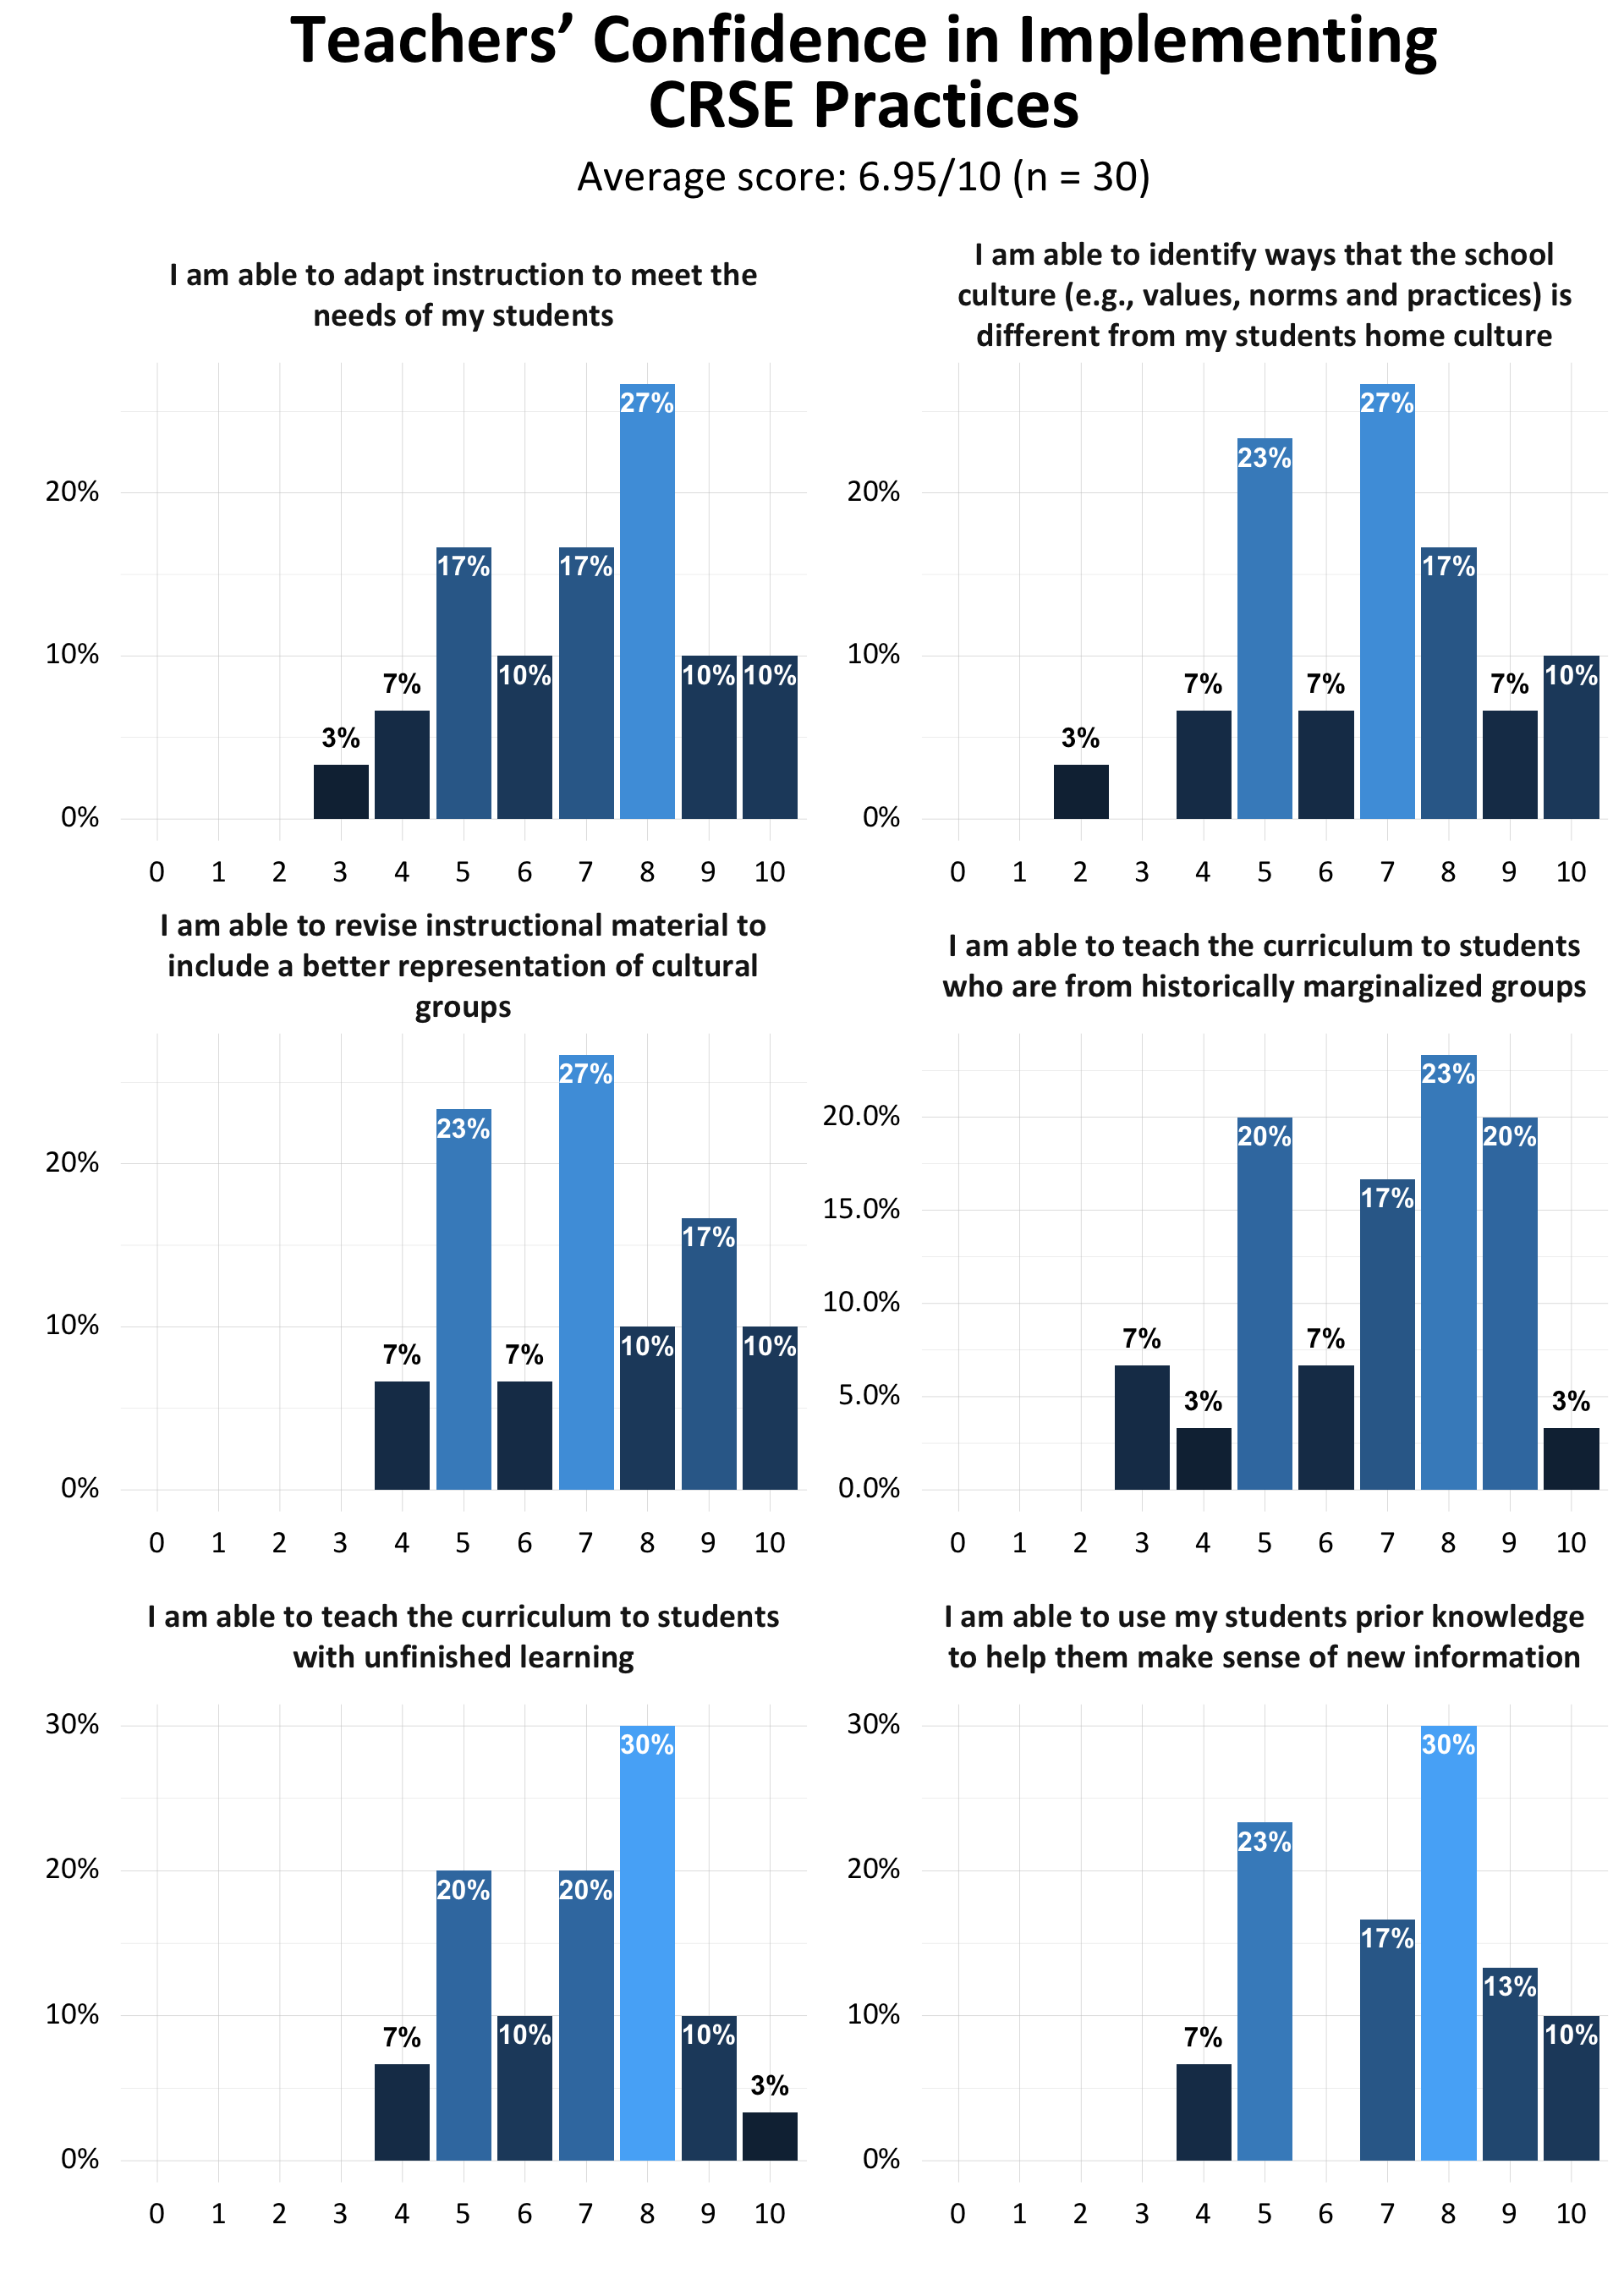 Teachers’ Confidence in Implementing
CRSE Practices
Average score: 6.95/10 (n = 30)
I am able to adapt instruction to meet the
needs of my students
20%
10%
0%
3%
7%
17%
10%
17%
27%
10%
10%
0 1 2 3 4 5 6 7 8 9 10
I am able to identify ways that the school
culture (e.g., values, norms and practices) is
different from my students home culture
20%
10%
0%
3%
7%
23%
7%
27%
17%
7%
10%
0 1 2 3 4 5 6 7 8 9 10
I am able to revise instructional material to
include a better representation of cultural
groups
20%
10%
0%
7%
23%
7%
27%
10%
17%
10%
0 1 2 3 4 5 6 7 8 9 10
I am able to teach the curriculum to students
who are from historically marginalized groups
20.0%
15.0%
10.0%
5.0%
0.0%
7%
3%
20%
7%
17%
23%
20%
3%
0 1 2 3 4 5 6 7 8 9 10
I am able to teach the curriculum to students
with unfinished learning
30%
20%
10%
0%
7%
20%
10%
20%
30%
10%
3%
0 1 2 3 4 5 6 7 8 9 10
I am able to use my students prior knowledge
to help them make sense of new information
30%
20%
10%
0%
7%
23%
17%
30%
13%
10%
0 1 2 3 4 5 6 7 8 9 10